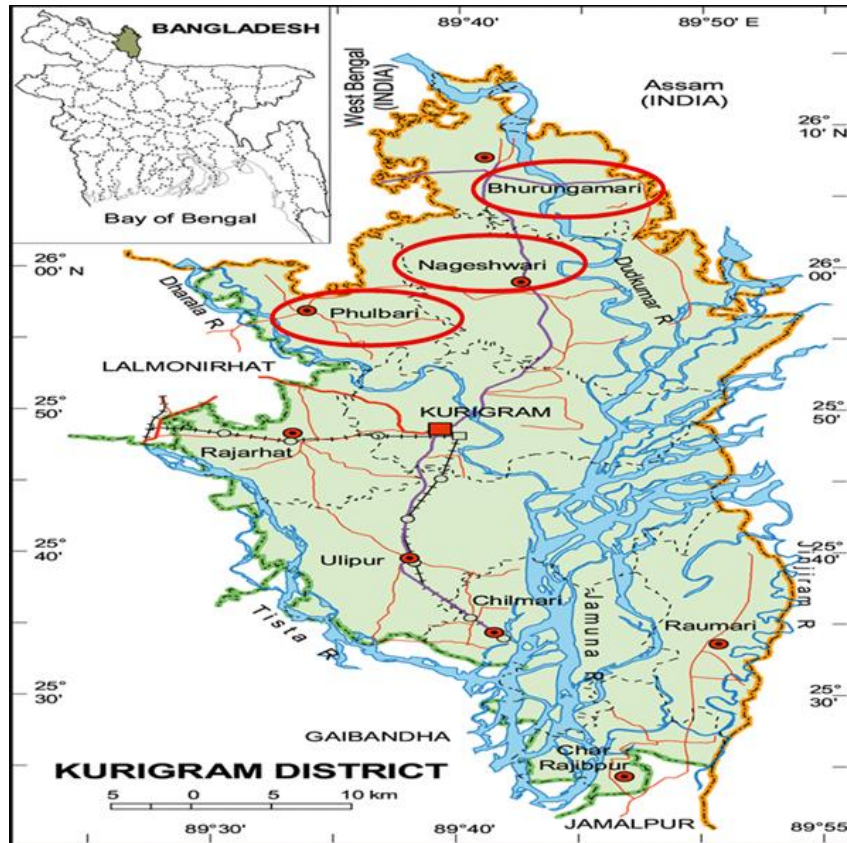 BANGLADESH
Bay of Bengal
89° 40'
89° 50' E
West Bengal
(INDIA)
Assam
(INDIA)
26°
10' N
Bhurungamari
26°
00' N
Nageshwari
Dudkumar R
26°
00'
Dharala R
Phulbari
LALMONIRHAT
25°
50'
KURIGRAM
25°
50'
Rajarhat
25°
40'
Ulipur
25°
40'
Jinjiram R
Chilmari
Jamuna R
Raumari
Tista R
25°
30'
25°
30'
GAIBANDHA
Char
Rajibpur
KURIGRAM DISTRICT
5 0 5 10 km
JAMALPUR
89° 30'
89° 40'
89° 55'